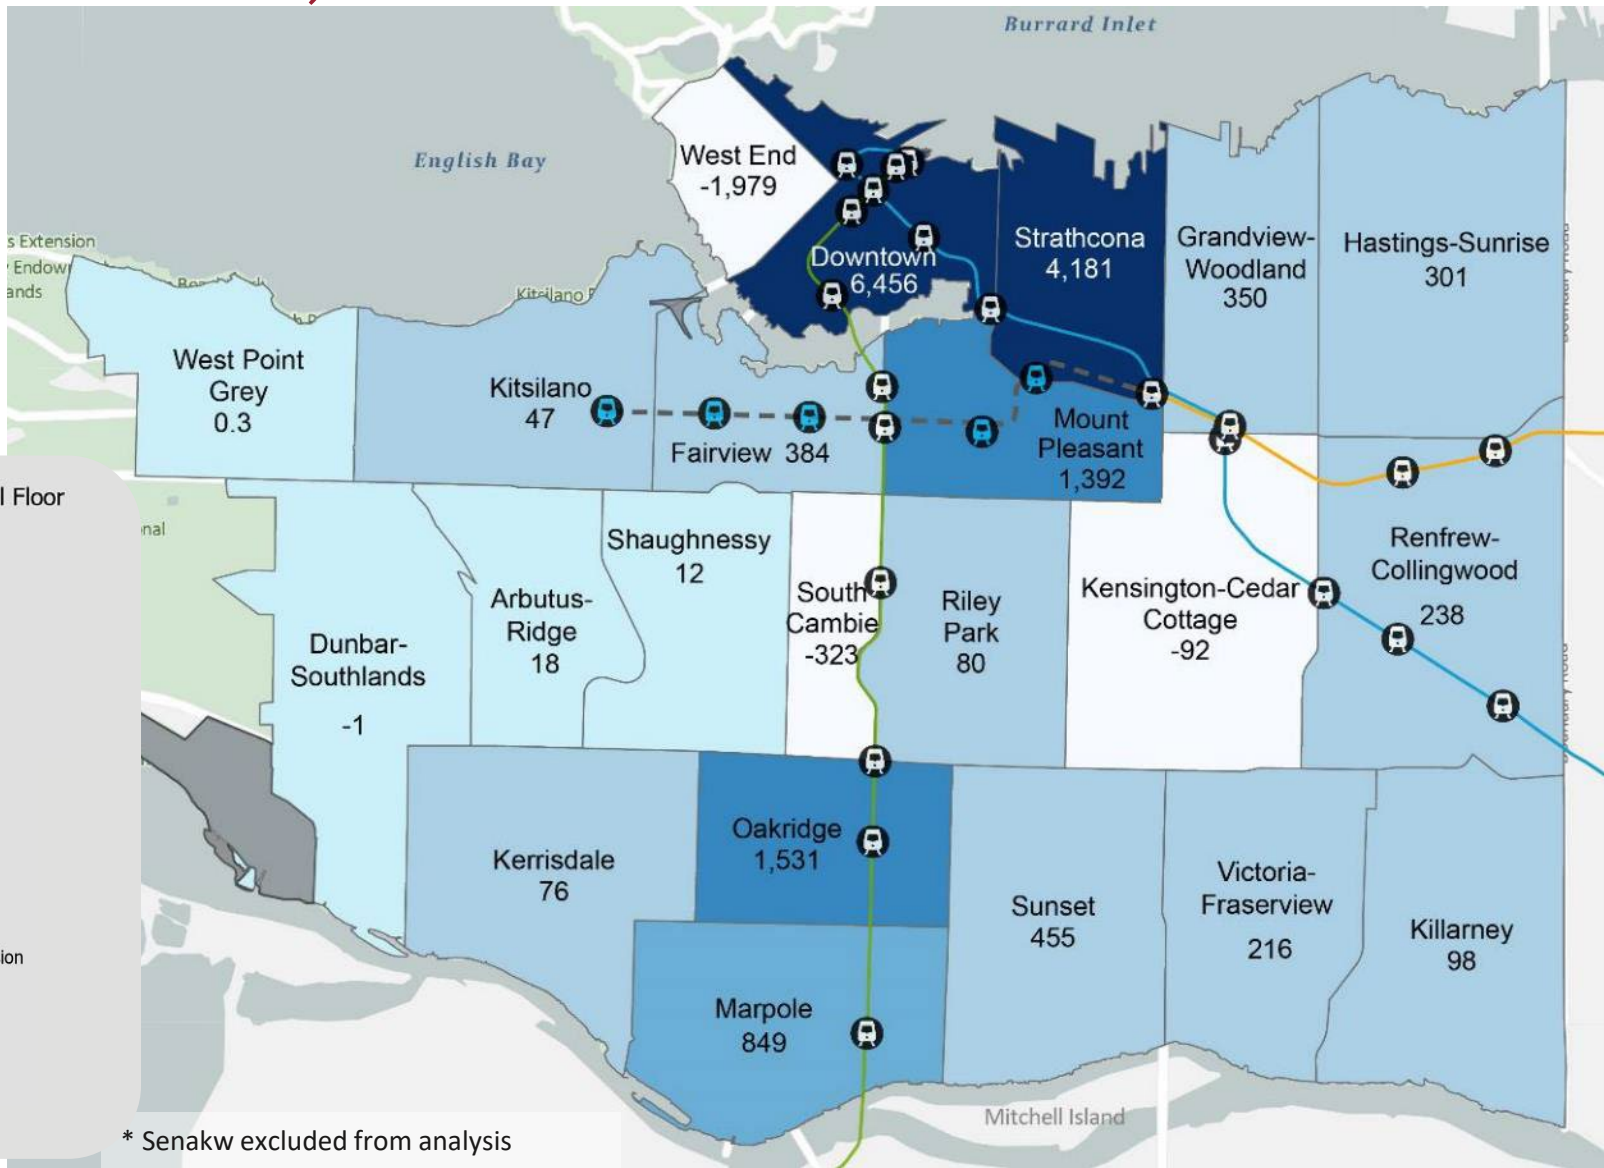 Burrard Inlet
English Bay
West End
-1,979
Downtown
6,456
Strathcona
4,181
Grandview-
Woodland
350
Hastings-Sunrise
301
s Extension
Endow
ands
Kitsilano P
West Point
Grey
0.3
Kitsilano
47
Fairview 384
Mount
Pleasant
1,392
l Floor
nal
Shaughnessy
12
Arbutus-
Ridge
18
Dunbar-
Southlands
-1
South
Cambie
-323
Riley
Park
80
Kensington-Cedar
Cottage
-92
Renfrew-
Collingwood
238
Kerrisdale
76
Oakridge
1,531
Marpole
849
Sunset
455
Victoria-
Fraserview
216
Killarney
98
ion
Mitchell Island
* Senakw excluded from analysis